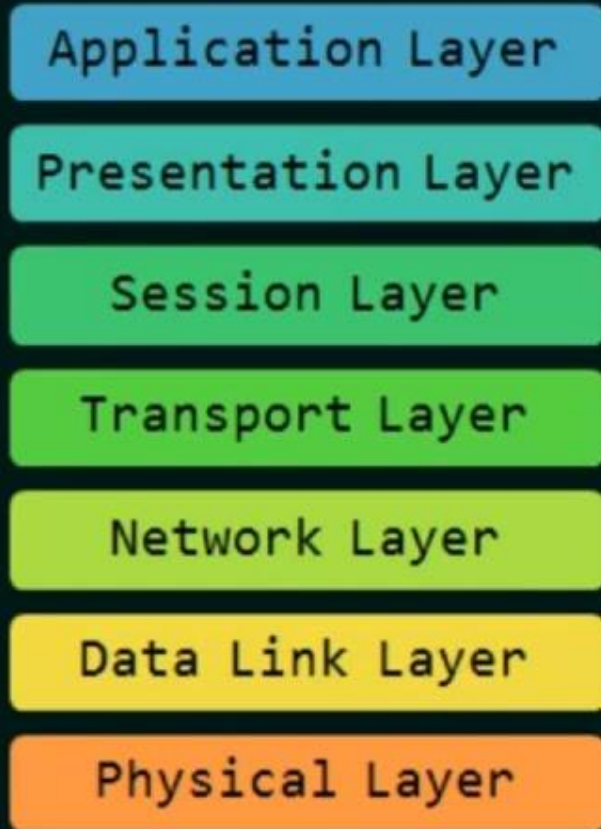 Application Layer
Presentation Layer
Session Layer
Transport Layer
Network Layer
Data Link Layer
Physical Layer